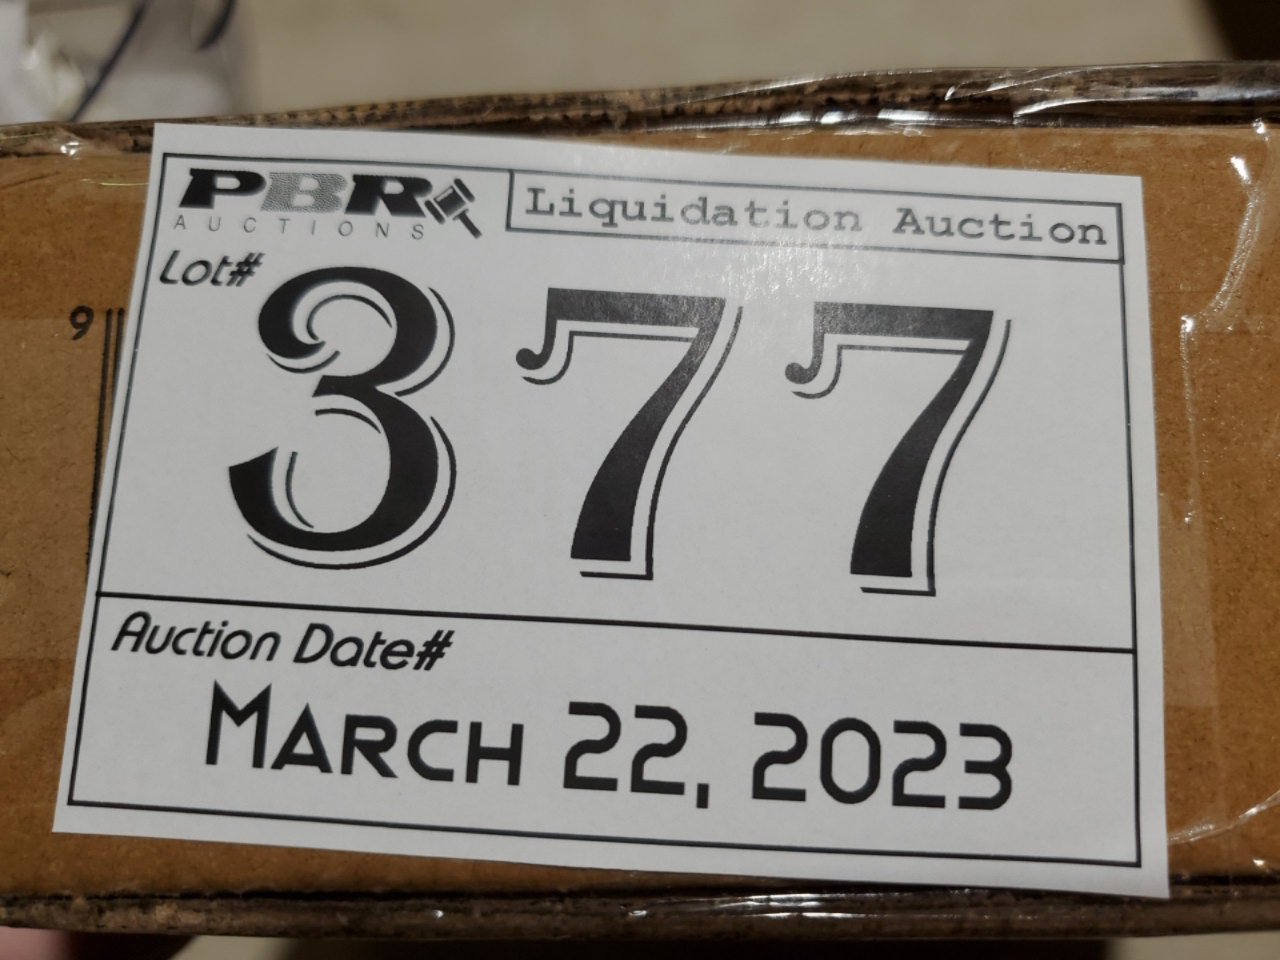 PBR
AUCTIONS
Liquidation Auction
Lot#
377
9
Auction Date#
March 22, 2023